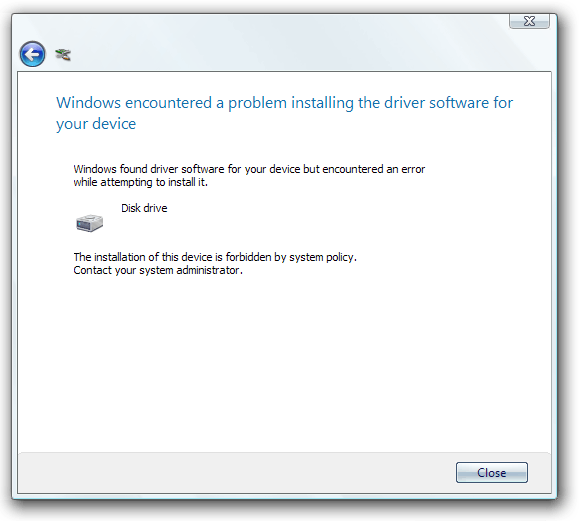 Windows encountered a problem installing the driver software for
your device
Windows found driver software for your device but encountered an error
while attempting to install it.
Disk drive
The installation of this device is forbidden by system policy.
Contact your system administrator.
Close